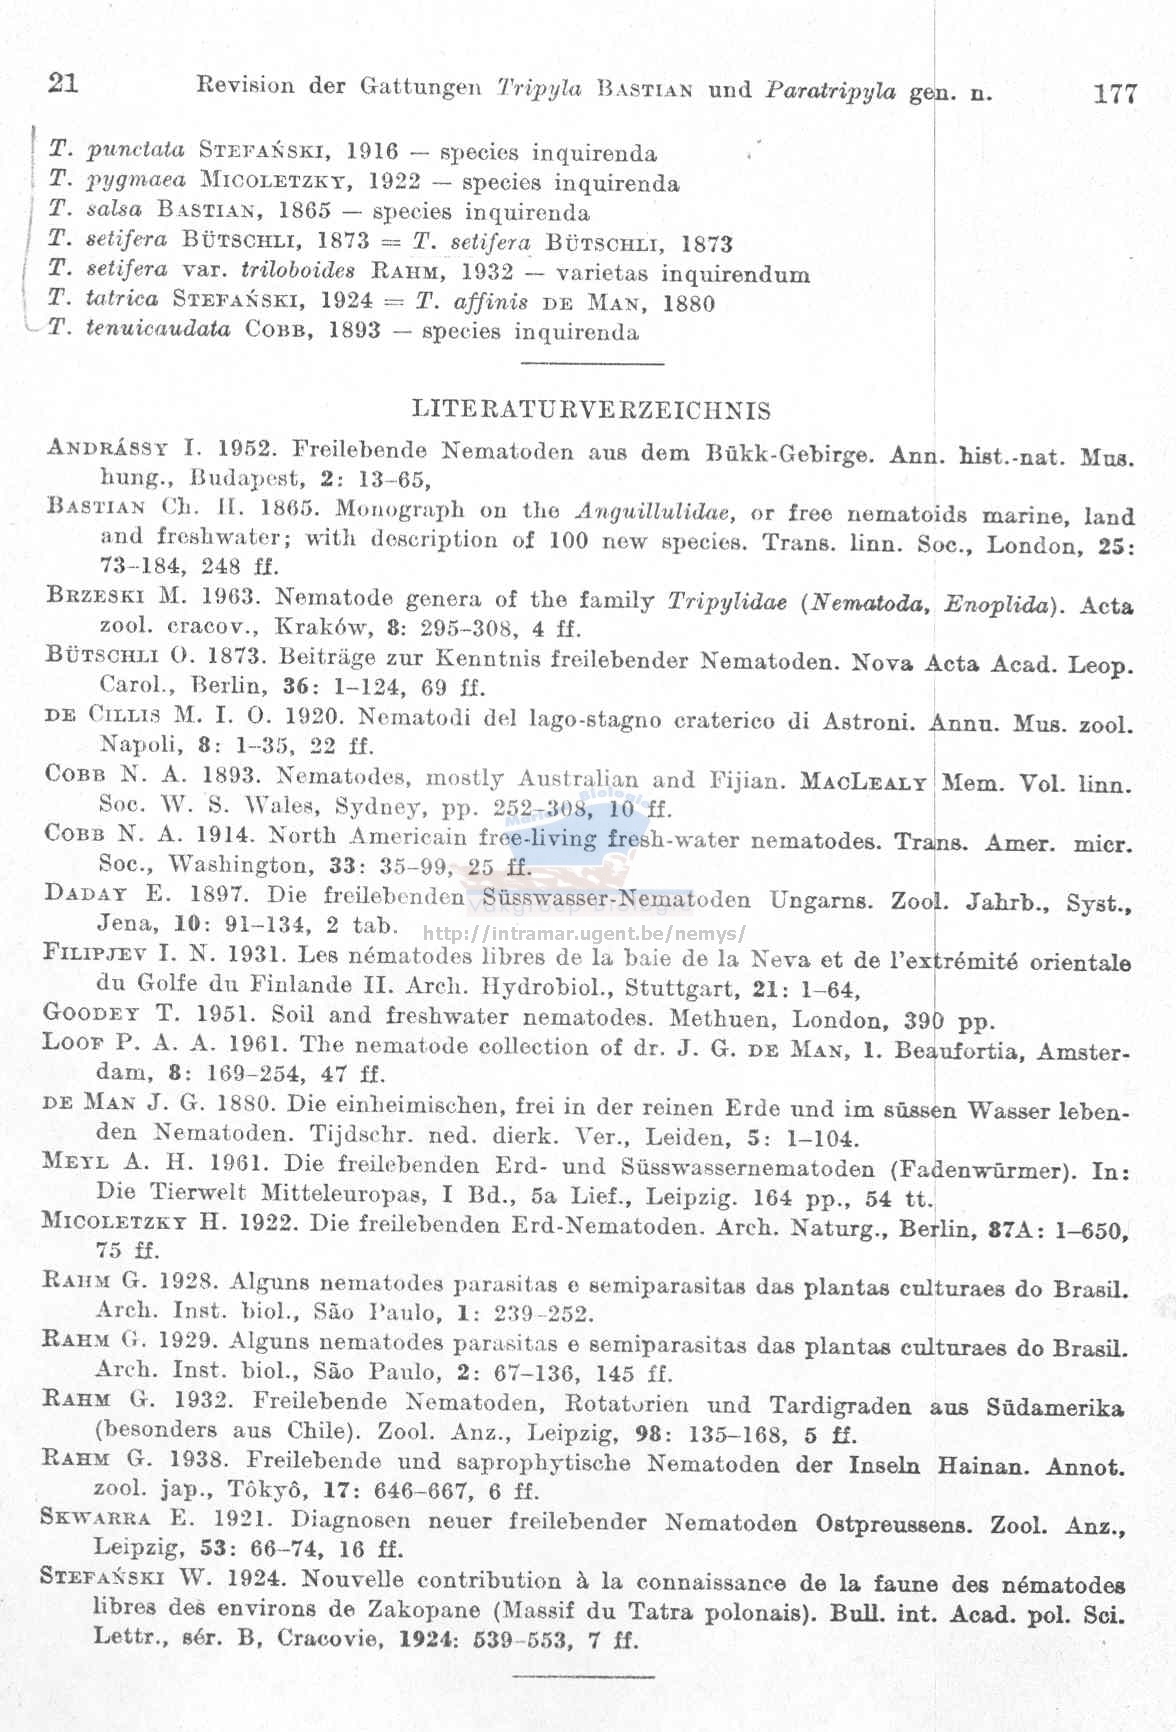 21 Revision der Gattungen Tripyla BASTIAN und Paratripyla gen. n. 177
T. punctata STEFAŃSKI, 1916 — species inquirenda
T. pygmaea MICOLETZKY, 1922 — species inquirenda
T. salsa BASTIAN, 1865 — species inquirenda
T. setifera BÜTSCHLI, 1873 = T. setifera BÜTSCHLI, 1873
T. setifera var. triloboides RAHM, 1932 — varietas inquirendum
T. tatrica STEFAŃSKI, 1924 = T. affinis DE MAN, 1880
T. tenuicaudata COBB, 1893 — species inquirenda
LITERATURVERZEICHNIS
ANDRÁSSY I. 1952. Freilebende Nematoden aus dem Bükk-Gebirge. Ann. hist.-nat. Mus.
hung., Budapest, 2: 13–65,
BASTIAN Ch. H. 1865. Monograph on the Anguillulidae, or free nematoids marine, land
and freshwater; with description of 100 new species. Trans. linn. Soc., London, 25:
73–184, 248 ff.
BRZESKI M. 1963. Nematode genera of the family Tripylidae (Nematoda, Enoplida). Acta
zool. cracov., Kraków, 8: 295–308, 4 ff.
BÜTSCHLI O. 1873. Beiträge zur Kenntnis freilebender Nematoden. Nova Acta Acad. Leop.
Carol., Berlin, 36: 1–124, 69 ff.
DE CILLIS M. I. O. 1920. Nematodi del lago-stagno craterico di Astroni. Annu. Mus. zool.
Napoli, 8: 1–35, 22 ff.
COBB N. A. 1893. Nematodes, mostly Australian and Fijian. MACLEALY Mem. Vol. linn.
Soc. W. S. Wales, Sydney, pp. 252–308, 10 ff.
COBB N. A. 1914. North Americain free-living fresh-water nematodes. Trans. Amer. micr.
Soc., Washington, 33: 35–99, 25 ff.
DADAY E. 1897. Die freilebenden Süsswasser-Nematoden Ungarns. Zool. Jahrb., Syst.,
Jena, 10: 91–134, 2 tab.
Marie Biologie
Vakgroep Biologie
http://intramar.ugent.be/nemys/
FILIPJEV I. N. 1931. Les nématodes libres de la baie de la Neva et de l'extrémité orientale
du Golfe du Finlande II. Arch. Hydrobiol., Stuttgart, 21: 1–64,
GOODEY T. 1951. Soil and freshwater nematodes. Methuen, London, 390 pp.
LOOF P. A. A. 1961. The nematode collection of dr. J. G. DE MAN, 1. Beaufortia, Amster-
dam, 8: 169–254, 47 ff.
DE MAN J. G. 1880. Die einheimischen, frei in der reinen Erde und im süssen Wasser leben-
den Nematoden. Tijdschr. ned. dierk. Ver., Leiden, 5: 1–104.
MEYL A. H. 1961. Die freilebenden Erd- und Süsswassernematoden (Fadenwürmer). In:
Die Tierwelt Mitteleuropas, I Bd., 5a Lief., Leipzig. 164 pp., 54 tt.
MICOLETZKY H. 1922. Die freilebenden Erd-Nematoden. Arch. Naturg., Berlin, 87A: 1–650,
75 ff.
RAHM G. 1928. Alguns nematodes parasitas e semiparasitas das plantas culturaes do Brasil.
Arch. Inst. biol., São Paulo, 1: 239–252.
RAHM G. 1929. Alguns nematodes parasitas e semiparasitas das plantas culturaes do Brasil.
Arch. Inst. biol., São Paulo, 2: 67–136, 145 ff.
RAHM G. 1932. Freilebende Nematoden, Rotatorien und Tardigraden aus Südamerika
(besonders aus Chile). Zool. Anz., Leipzig, 98: 135–168, 5 ff.
RAHM G. 1938. Freilebende und saprophytische Nematoden der Inseln Hainan. Annot.
zool. jap., Tôkyô, 17: 646–667, 6 ff.
SKWARRA E. 1921. Diagnosen neuer freilebender Nematoden Ostpreussens. Zool. Anz.,
Leipzig, 53: 66–74, 16 ff.
STEFAŃSKI W. 1924. Nouvelle contribution à la connaissance de la faune des nématodes
libres des environs de Zakopane (Massif du Tatra polonais). Bull. int. Acad. pol. Sci.
Lettr., sér. B, Cracovie, 1924: 539–553, 7 ff.